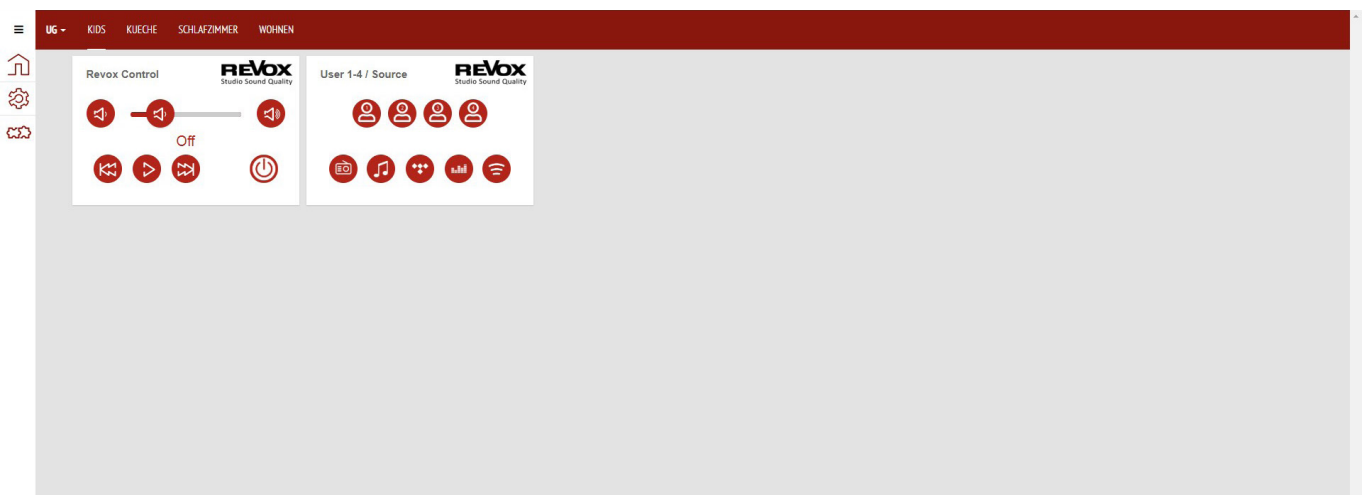 UG KIDS KUECHE SCHLAFZIMMER WOHNEN
Revox Control REVOX
Studio Sound Quality
Off
User 1-4 / Source REVOX
Studio Sound Quality